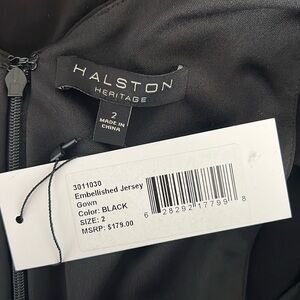 HALSTON
HERITAGE
2
MADE IN
CHINA
3011030
Embellished Jersey
Gown
Color: BLACK
SIZE: 2
MSRP: $179.00
6 28292 17799 8